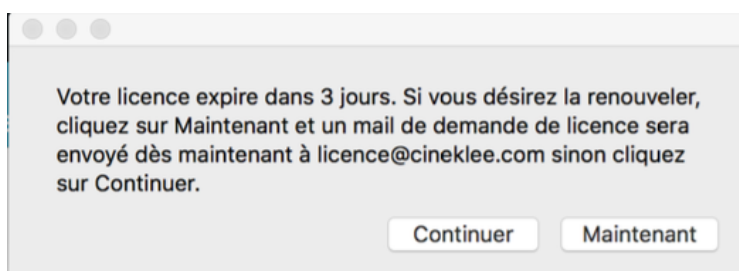 Votre licence expire dans 3 jours. Si vous désirez la renouveler,
cliquez sur Maintenant et un mail de demande de licence sera
envoyé dès maintenant à licence@cineklee.com sinon cliquez
sur Continuer.
Continuer Maintenant